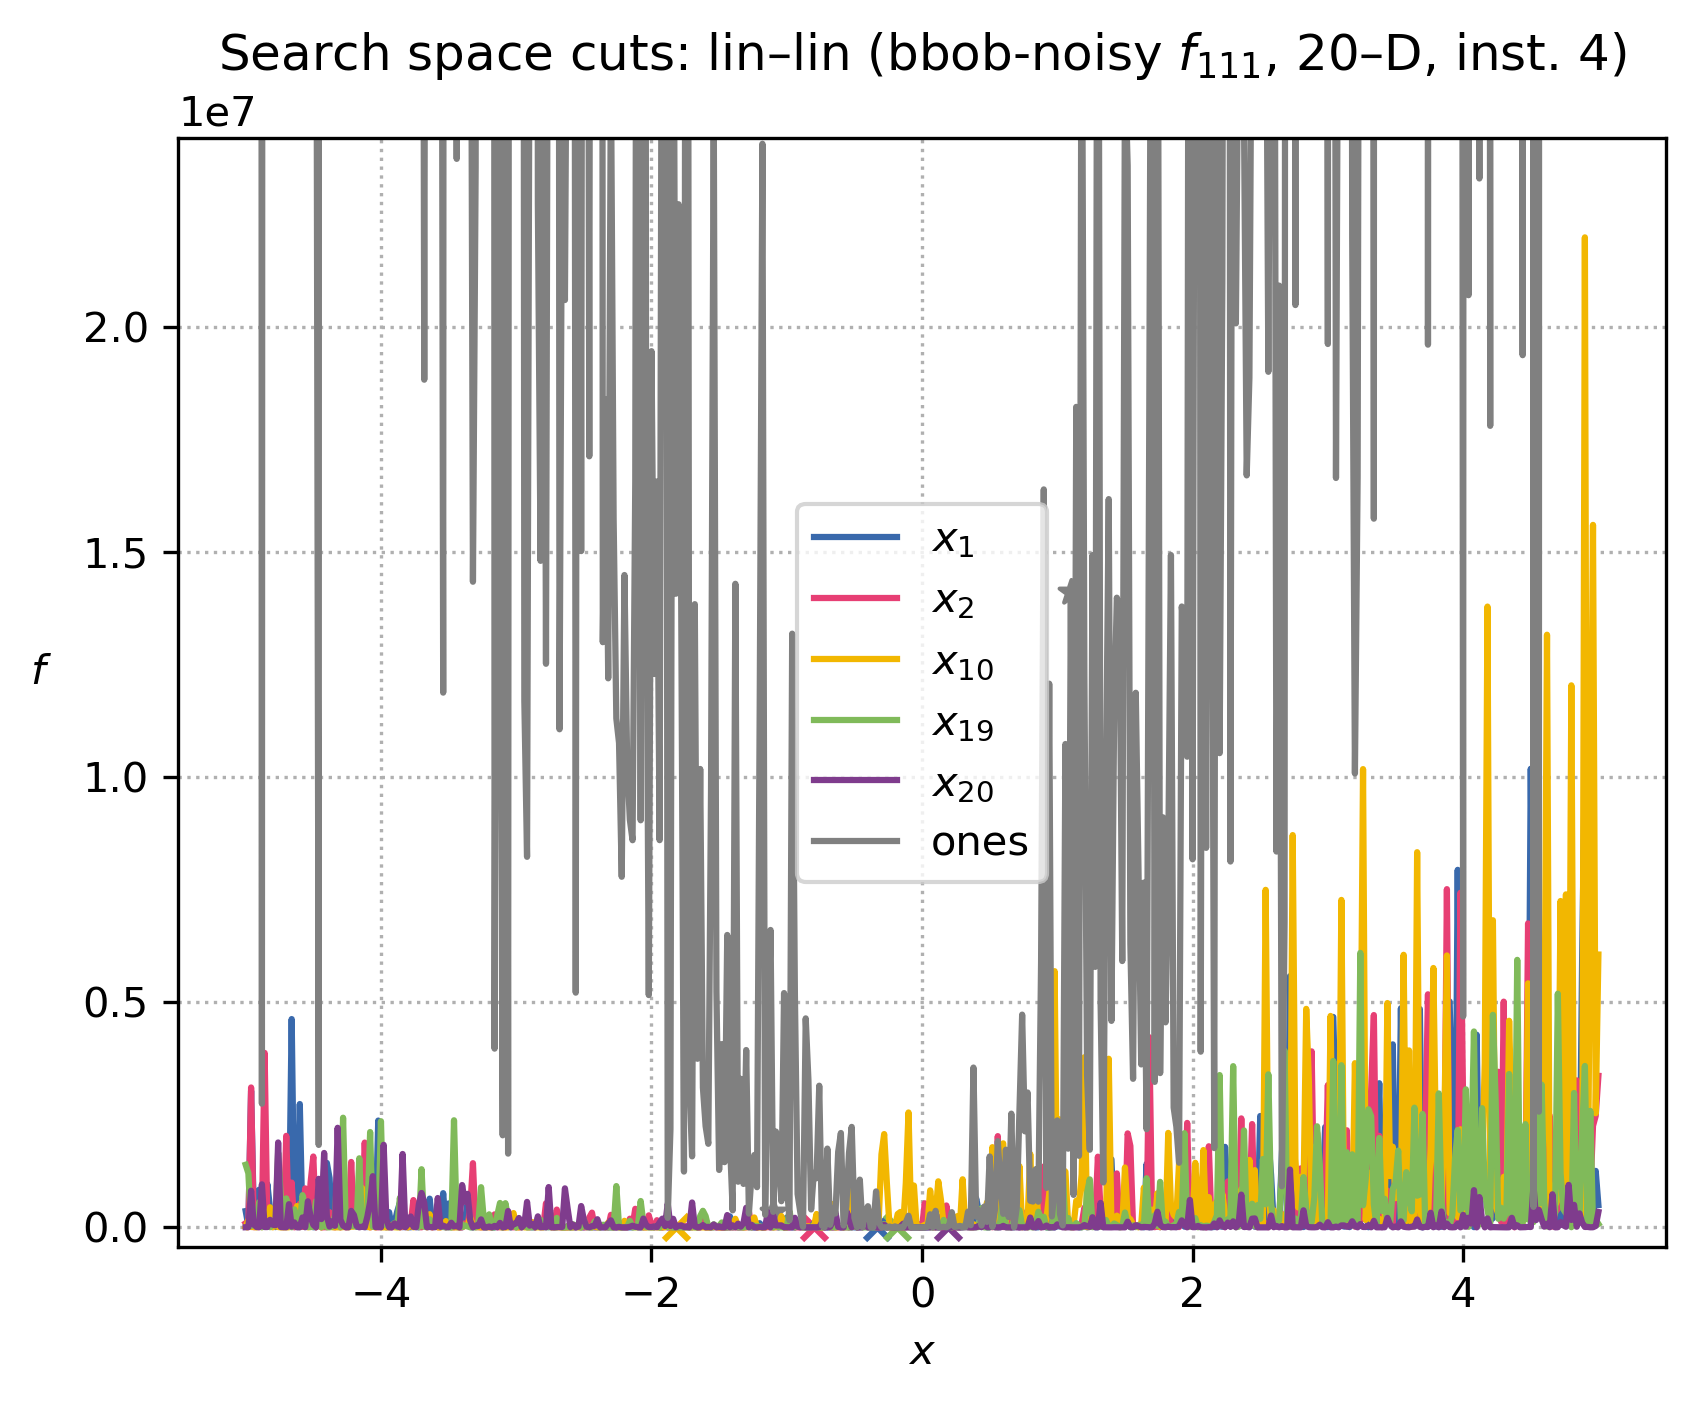 Search space cuts: lin–lin (bbob-noisy f111, 20–D, inst. 4)
1e7
2.0
1.5
1.0
0.5
0.0
f
x1
x2
x10
x19
x20
ones
−4
−2
0
2
4
x